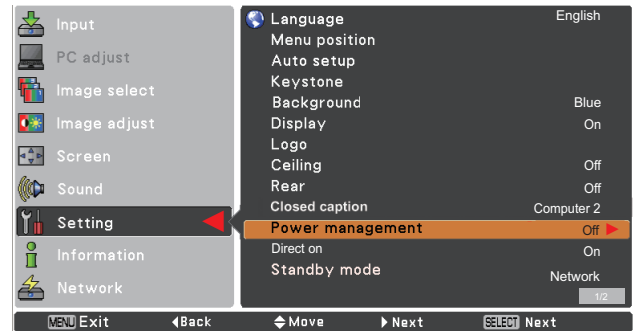 Input
PC adjust
Image select
Image adjust
Screen
Sound
Setting
Information
Network
Language English
Menu position
Auto setup
Keystone
Background Blue
Display On
Logo
Ceiling Off
Rear Off
Closed caption Computer 2
Power management Off
Direct on On
Standby mode Network
1/2
MENU Exit Back Move Next SELECT Next